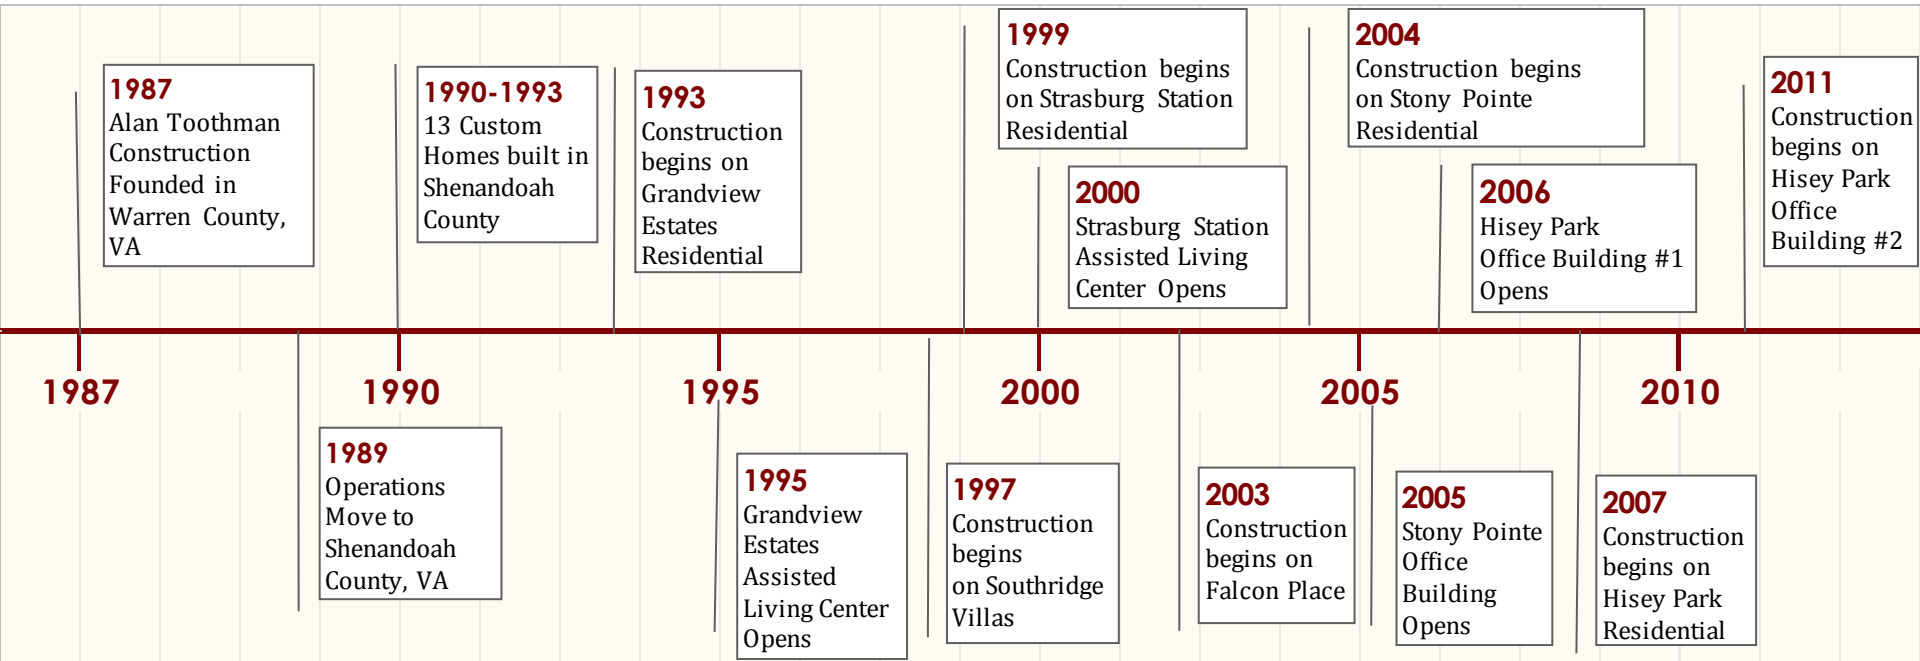 1987
Alan Toothman
Construction
Founded in
Warren County,
VA
1990-1993
13 Custom
Homes built in
Shenandoah
County
1993
Construction
begins on
Grandview
Estates
Residential
1999
Construction begins
on Strasburg Station
Residential
2000
Strasburg Station
Assisted Living
Center Opens
2004
Construction begins
on Stony Pointe
Residential
2006
Hisey Park
Office Building #1
Opens
2011
Construction
begins on
Hisey Park
Office
Building #2
1987
1990
1995
2000
2005
2010
1989
Operations
Move to
Shenandoah
County, VA
1995
Grandview
Estates
Assisted
Living Center
Opens
1997
Construction
begins
on Southridge
Villas
2003
Construction
begins on
Falcon Place
2005
Stony Pointe
Office
Building
Opens
2007
Construction
begins on
Hisey Park
Residential